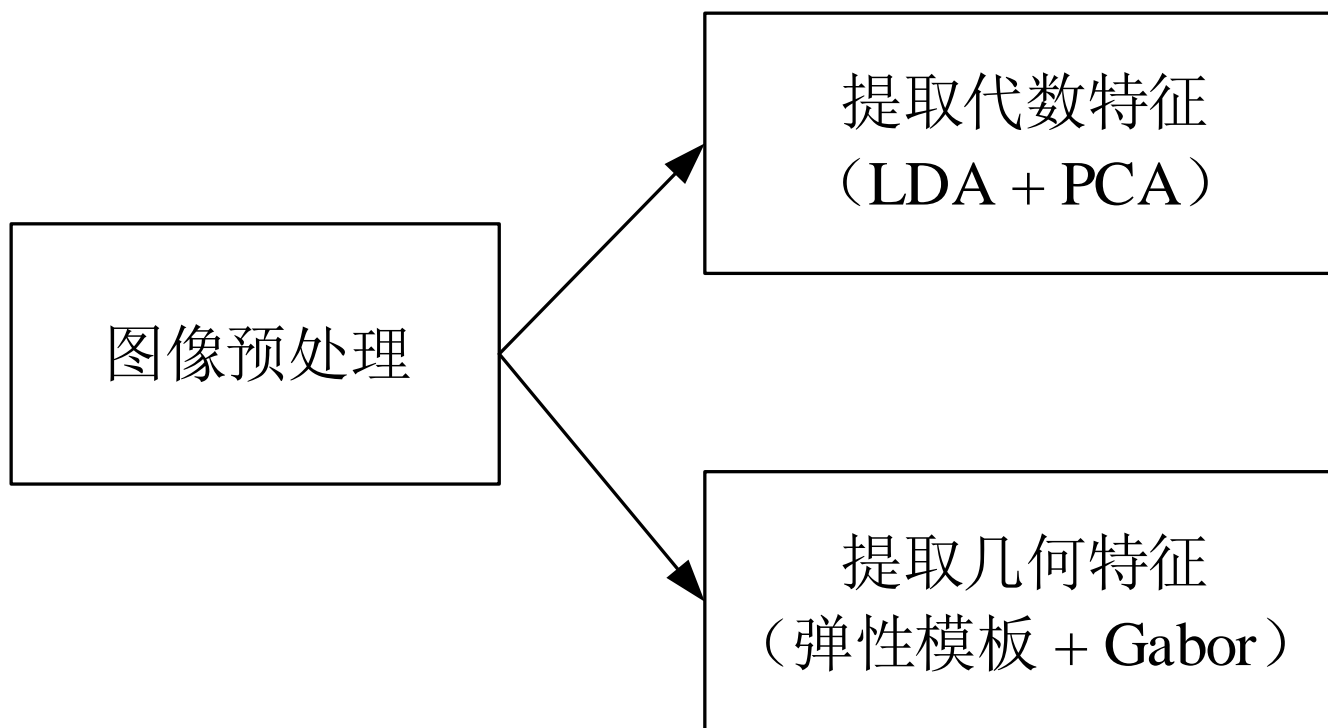 提取代数特征
（LDA + PCA）
图像预处理
提取几何特征
（弹性模板 + Gabor）